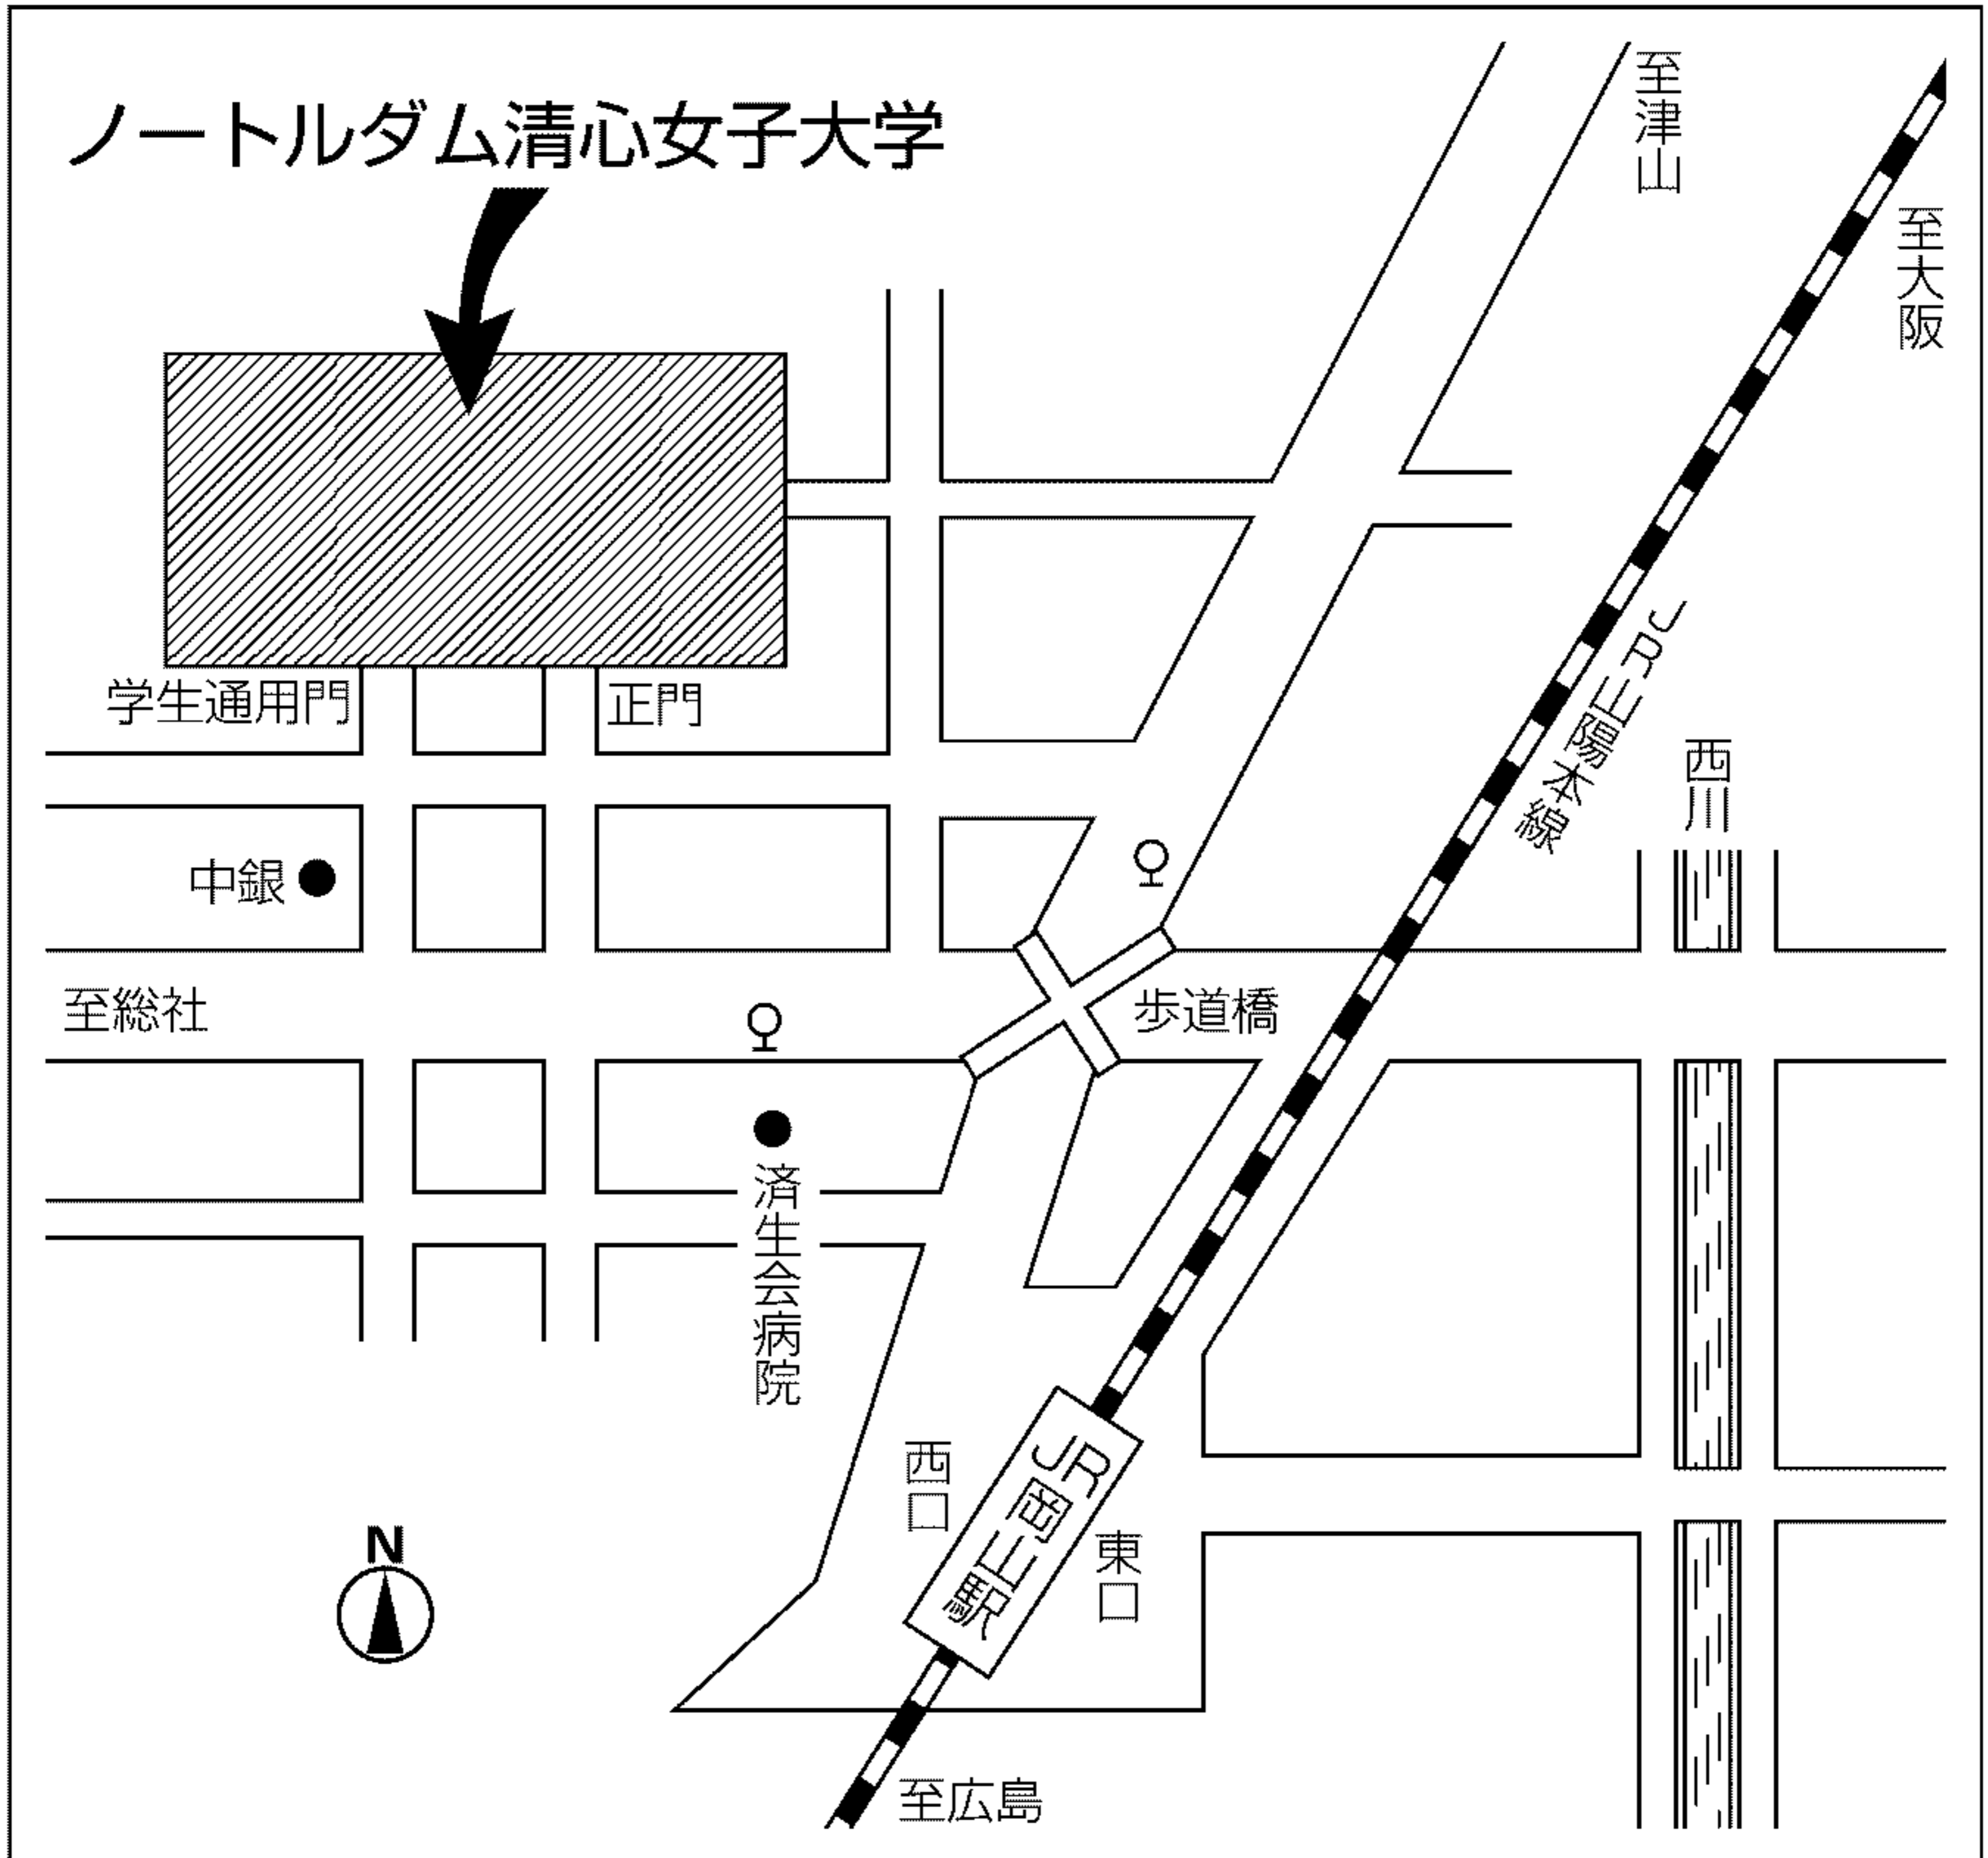 ノートルダム清心女子大学
至津山
至大阪
学生通用門
正門
JR山陽本線
西川
中銀
至総社
歩道橋
済生会病院
西口
JR岡山駅
東口
N
至広島